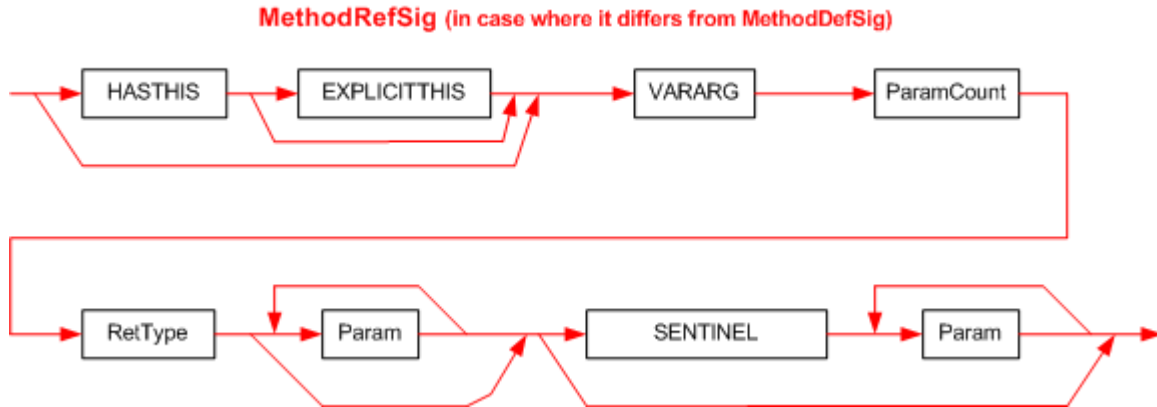 MethodRefSig (in case where it differs from MethodDefSig)
HASTHIS EXPLICITTHIS VARARG ParamCount
RetType Param SENTINEL Param